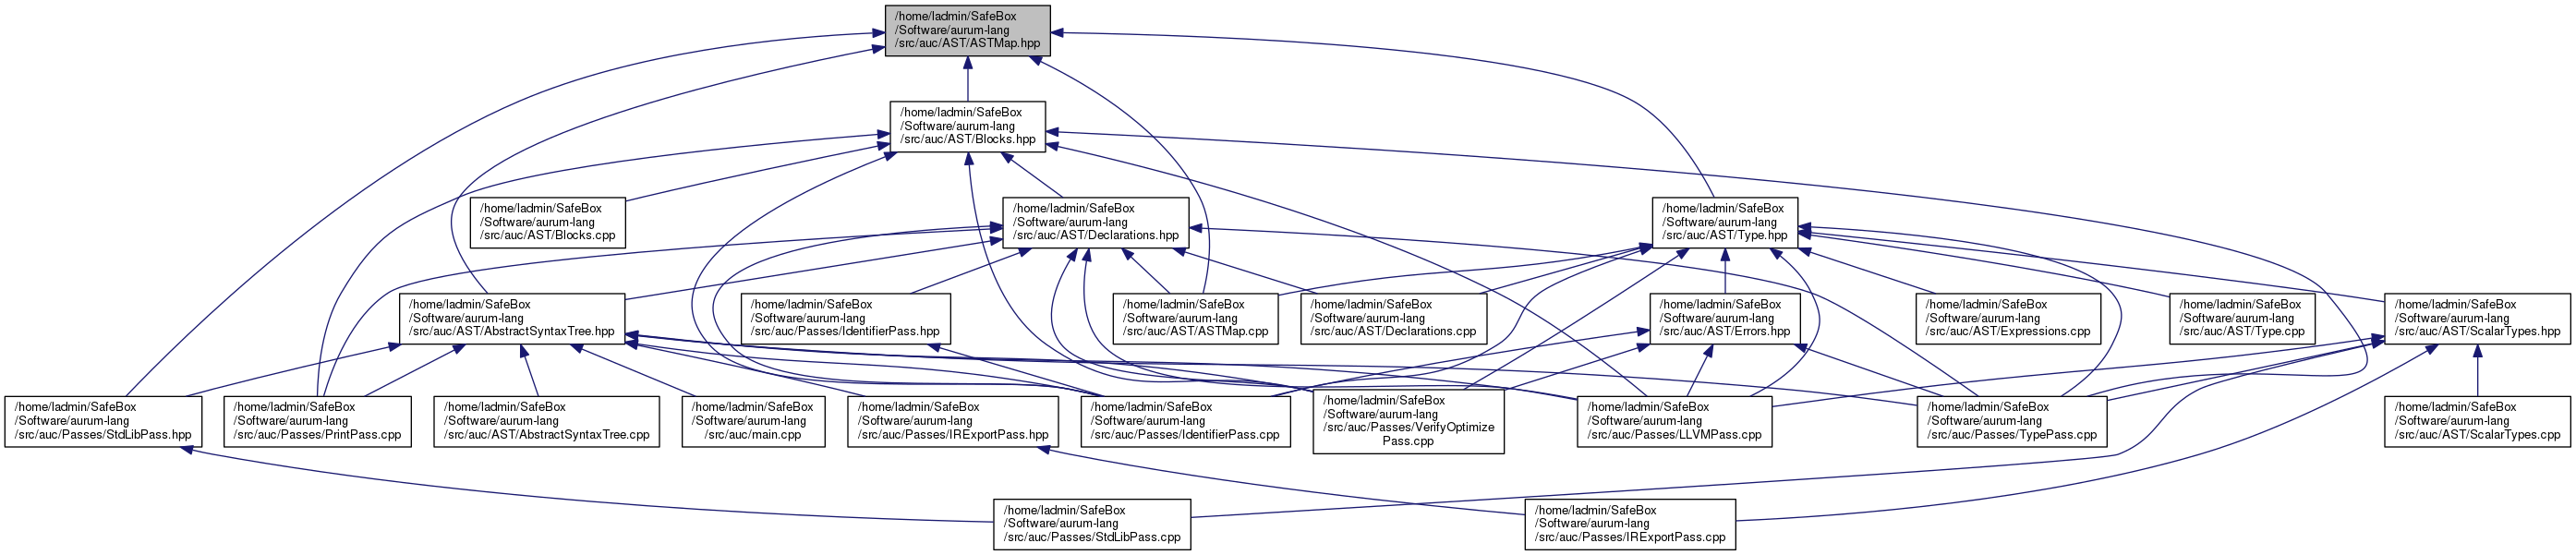 /home/ladmin/SafeBox
/Software/aurum-lang
/src/auc/AST/ASTMap.hpp
/home/ladmin/SafeBox
/Software/aurum-lang
/src/auc/AST/Blocks.hpp
/home/ladmin/SafeBox
/Software/aurum-lang
/src/auc/AST/Blocks.cpp
/home/ladmin/SafeBox
/Software/aurum-lang
/src/auc/AST/Declarations.hpp
/home/ladmin/SafeBox
/Software/aurum-lang
/src/auc/AST/Type.hpp
/home/ladmin/SafeBox
/Software/aurum-lang
/src/auc/AST/AbstractSyntaxTree.hpp
/home/ladmin/SafeBox
/Software/aurum-lang
/src/auc/Passes/IdentifierPass.hpp
/home/ladmin/SafeBox
/Software/aurum-lang
/src/auc/AST/ASTMap.cpp
/home/ladmin/SafeBox
/Software/aurum-lang
/src/auc/AST/Declarations.cpp
/home/ladmin/SafeBox
/Software/aurum-lang
/src/auc/AST/Errors.hpp
/home/ladmin/SafeBox
/Software/aurum-lang
/src/auc/AST/Expressions.cpp
/home/ladmin/SafeBox
/Software/aurum-lang
/src/auc/AST/Type.cpp
/home/ladmin/SafeBox
/Software/aurum-lang
/src/auc/AST/ScalarTypes.hpp
/home/ladmin/SafeBox
/Software/aurum-lang
/src/auc/Passes/StdLibPass.hpp
/home/ladmin/SafeBox
/Software/aurum-lang
/src/auc/Passes/PrintPass.cpp
/home/ladmin/SafeBox
/Software/aurum-lang
/src/auc/AST/AbstractSyntaxTree.cpp
/home/ladmin/SafeBox
/Software/aurum-lang
/src/auc/main.cpp
/home/ladmin/SafeBox
/Software/aurum-lang
/src/auc/Passes/IRExportPass.hpp
/home/ladmin/SafeBox
/Software/aurum-lang
/src/auc/Passes/IdentifierPass.cpp
/home/ladmin/SafeBox
/Software/aurum-lang
/src/auc/Passes/VerifyOptimize
Pass.cpp
/home/ladmin/SafeBox
/Software/aurum-lang
/src/auc/Passes/LLVMPass.cpp
/home/ladmin/SafeBox
/Software/aurum-lang
/src/auc/Passes/TypePass.cpp
/home/ladmin/SafeBox
/Software/aurum-lang
/src/auc/AST/ScalarTypes.cpp
/home/ladmin/SafeBox
/Software/aurum-lang
/src/auc/Passes/StdLibPass.cpp
/home/ladmin/SafeBox
/Software/aurum-lang
/src/auc/Passes/IRExportPass.cpp